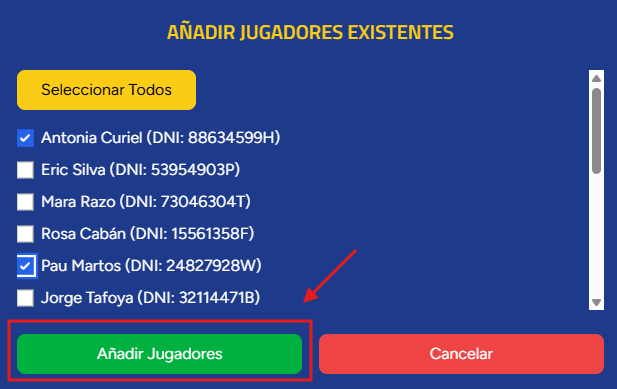 AÑADIR JUGADORES EXISTENTES
Seleccionar Todos
Antonia Curiel (DNI: 88634599H)
Eric Silva (DNI: 53954903P)
Mara Razo (DNI: 73046304T)
Rosa Cabán (DNI: 15561358F)
Pau Martos (DNI: 24827928W)
Jorge Tafoya (DNI: 32114471B)
Añadir Jugadores
Cancelar